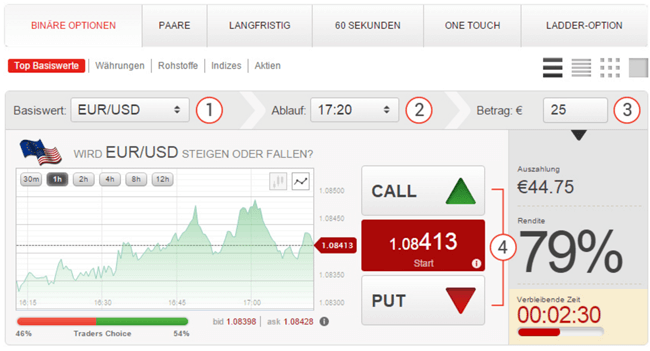 BINÄRE OPTIONEN PAARE LANGFRISTIG 60 SEKUNDEN ONE TOUCH LADDER-OPTION
Top Basiswerte Währungen Rohstoffe Indizes Aktien
Basiswert: EUR/USD 1 Ablauf: 17:20 2 Betrag: € 25 3
WIRD EUR/USD STEIGEN ODER FALLEN?
30m 1h 2h 4h 8h 12h
1.08500
1.08450
1.08413
1.08350
1.08300
16:15 16:30 16:45 17:00
46% Traders Choice 54%
bid 1.08398 ask 1.08428
CALL
1.08413
Start
PUT
4
Auszahlung
€44.75
Rendite
79%
Verbleibende Zeit
00:02:30